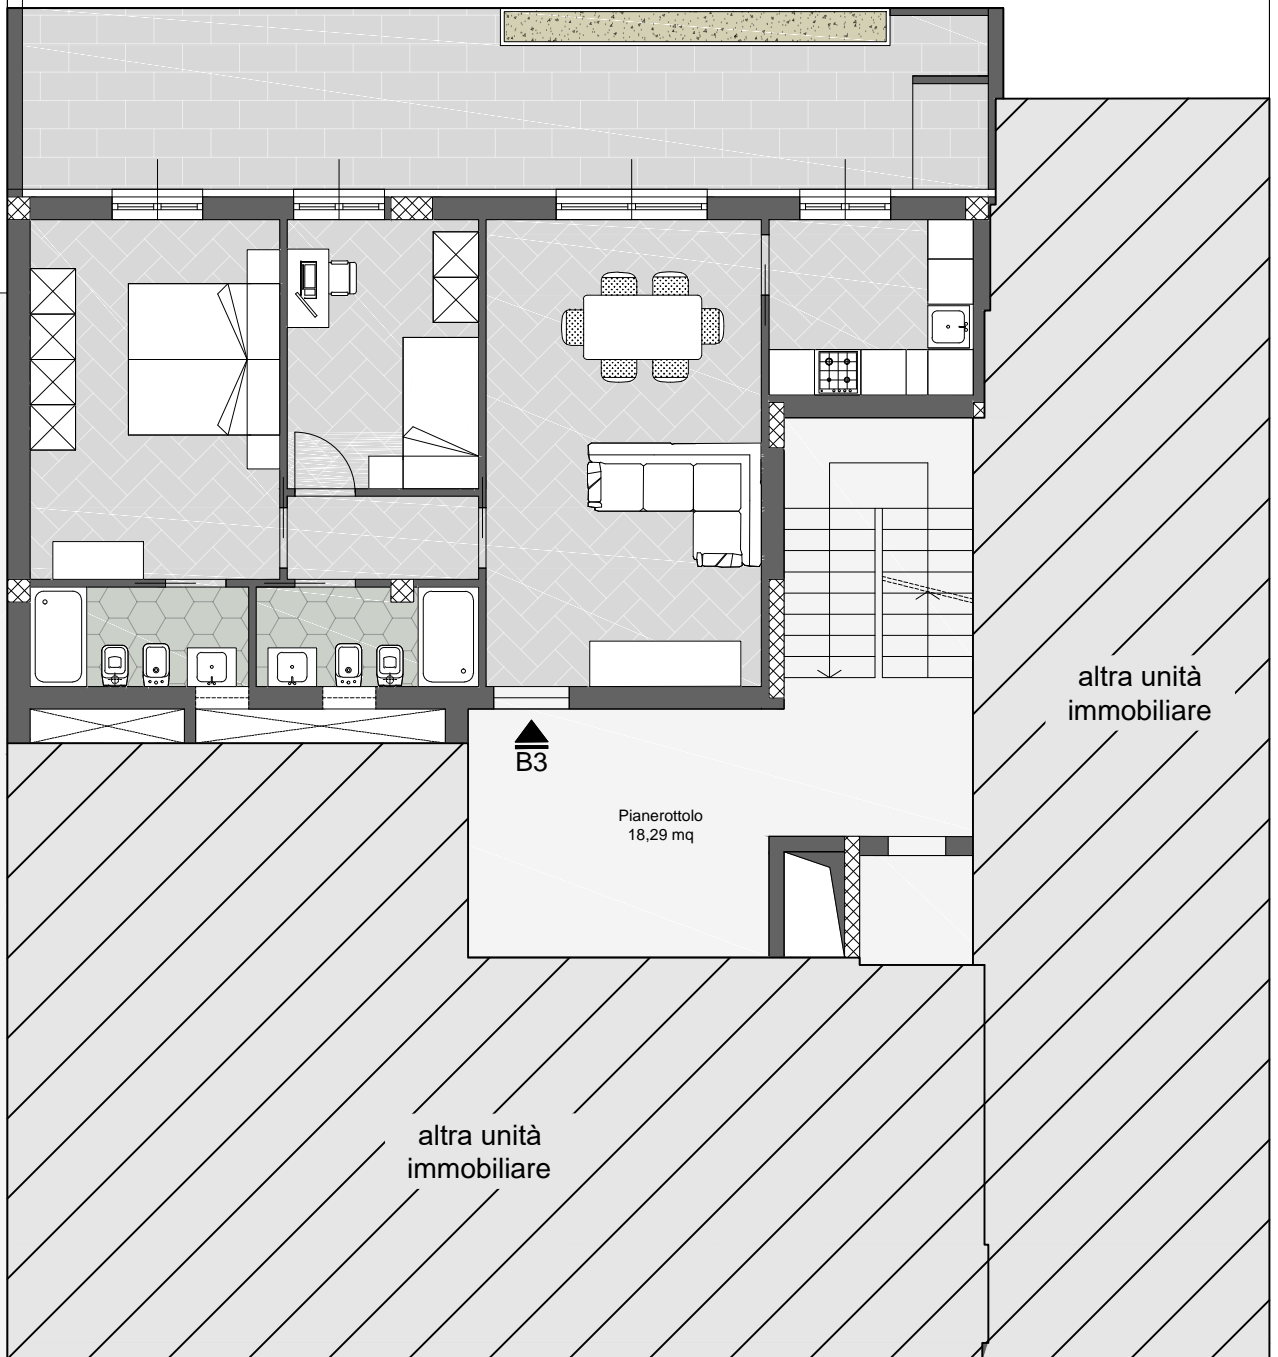 altra unità
immobiliare
B3
Pianerottolo
18,29 mq
altra unità
immobiliare